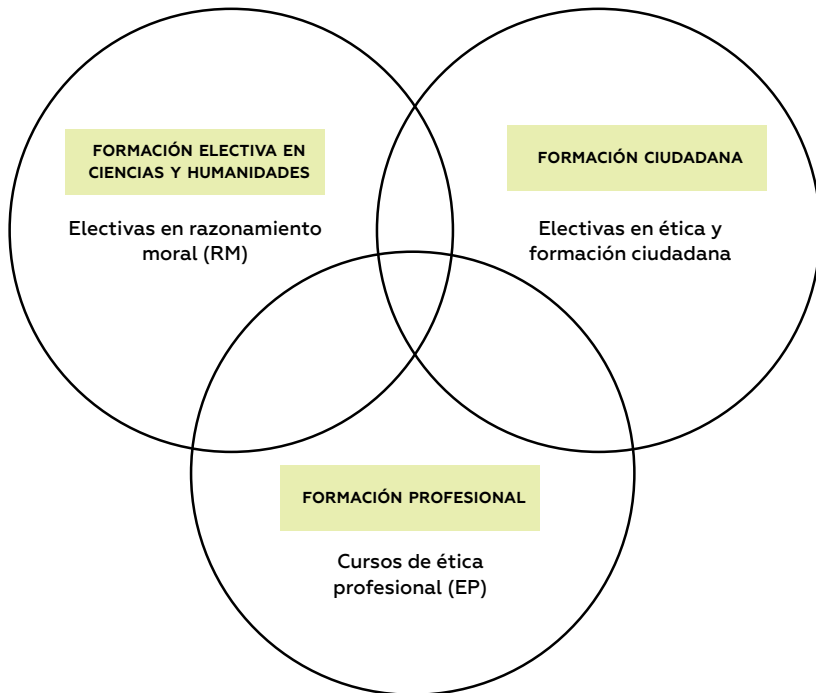 FORMACIÓN ELECTIVA EN
CIENCIAS Y HUMANIDADES
Electivas en razonamiento
moral (RM)
FORMACIÓN CIUDADANA
Electivas en ética y
formación ciudadana
FORMACIÓN PROFESIONAL
Cursos de ética
profesional (EP)